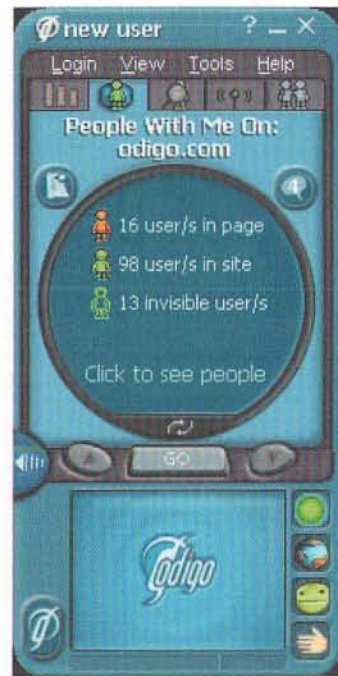 new user ? _ X
Login View Tools Help
People With Me On:
odigo.com
16 user/s in page
98 user/s in site
13 invisible user/s
Click to see people
GO
odigo